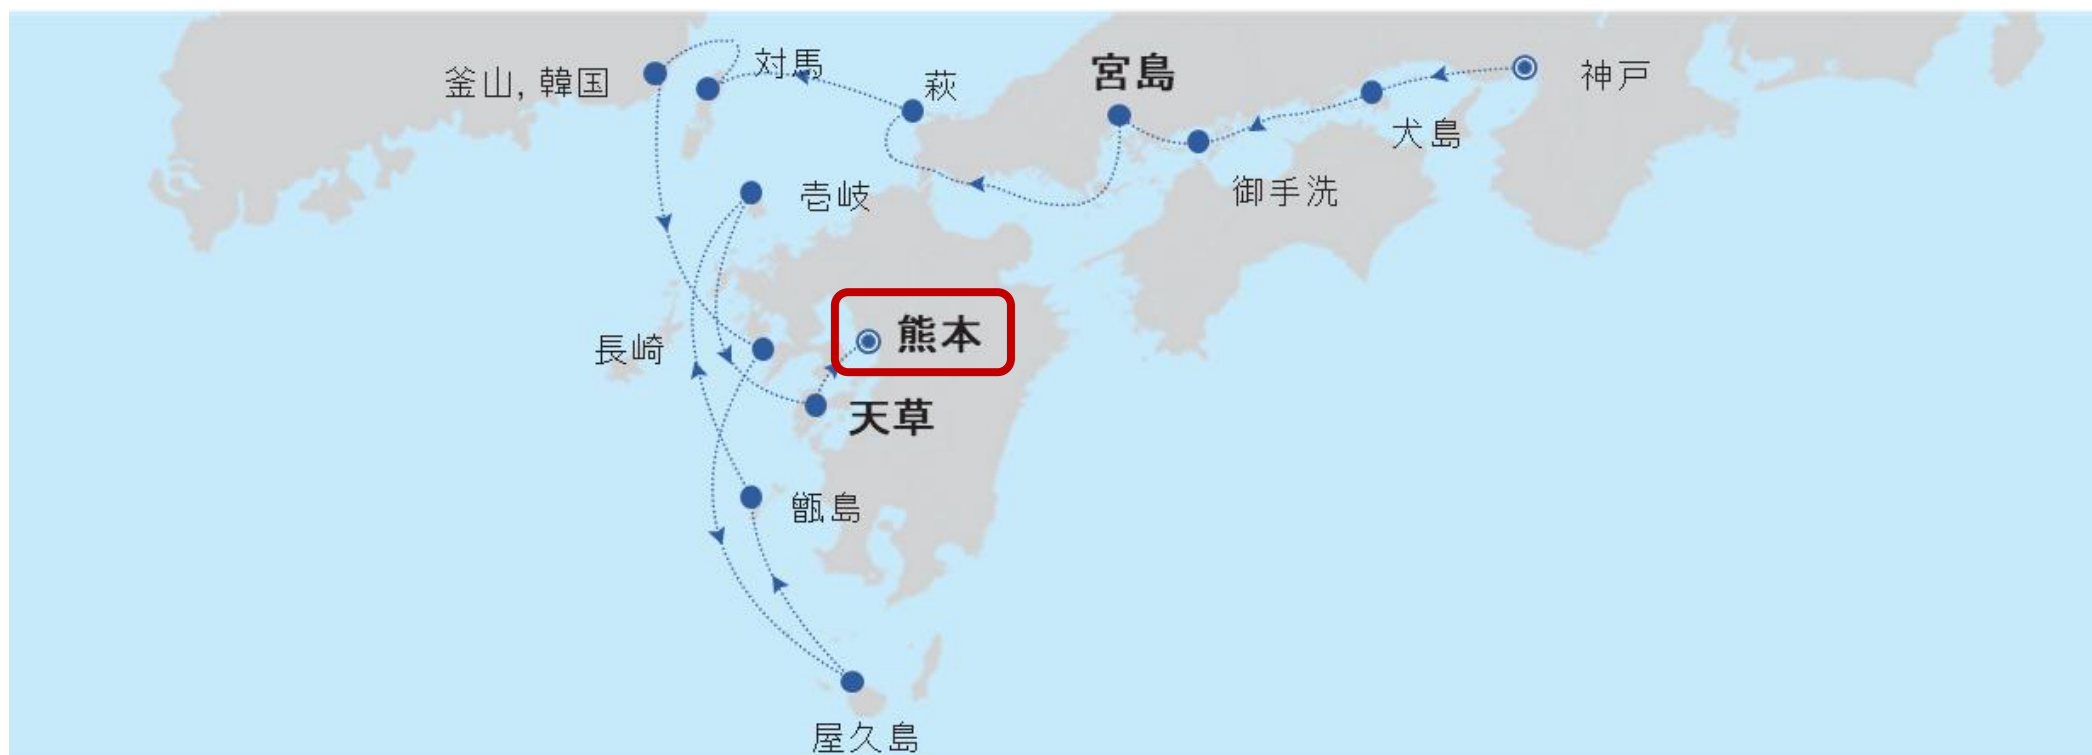 対馬
宮島
釜山, 韓国
萩
神戸
犬島
壱岐
御手洗
熊本
長崎
天草
甑島
屋久島